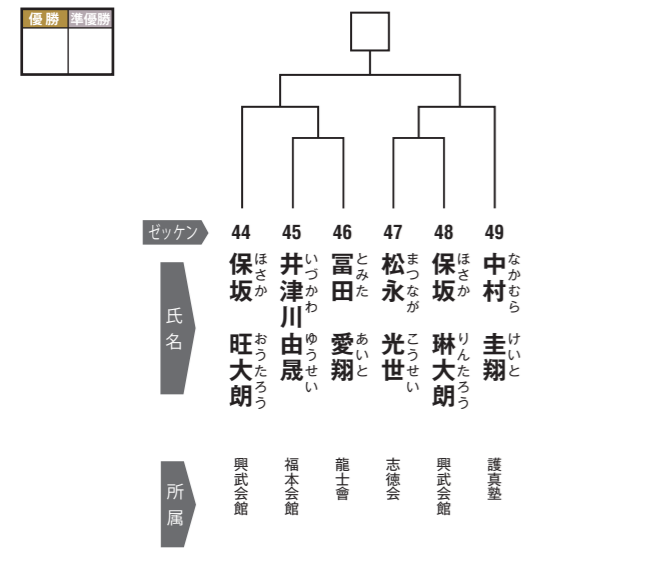 優勝
準優勝
ゼッケン
44
45
46
47
48
49
氏名
保坂 旺大朗
ほさか おうたろう
井津川 由晟
いづかわ ゆうせい
冨田 愛翔
とみた あいと
松永 光世
まつなが こうせい
保坂 琳大朗
ほさか りんたろう
中村 圭翔
なかむら けいと
所属
興武会館
福本会館
龍士會
志徳会
興武会館
護真塾